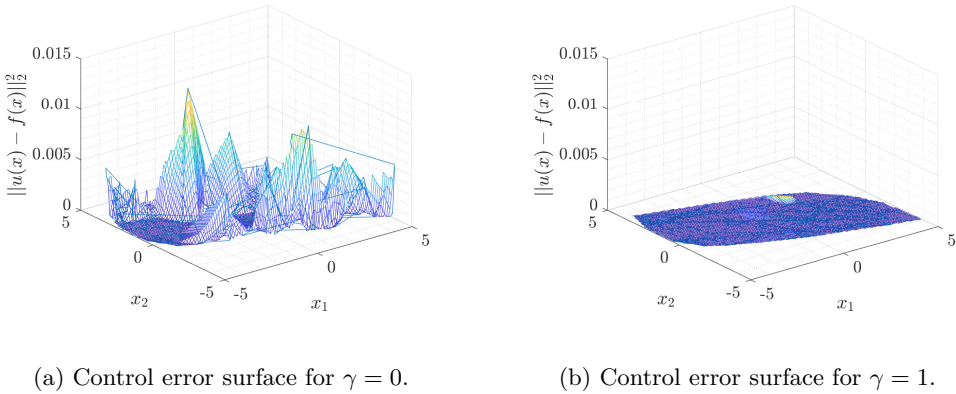 0.015
0.01
0.005
0
||u(x) − f(x)||₂²
5
0
-5
x₂
-5
0
5
x₁
(a) Control error surface for γ = 0.
0.015
0.01
0.005
0
||u(x) − f(x)||₂²
5
0
-5
x₂
-5
0
5
x₁
(b) Control error surface for γ = 1.